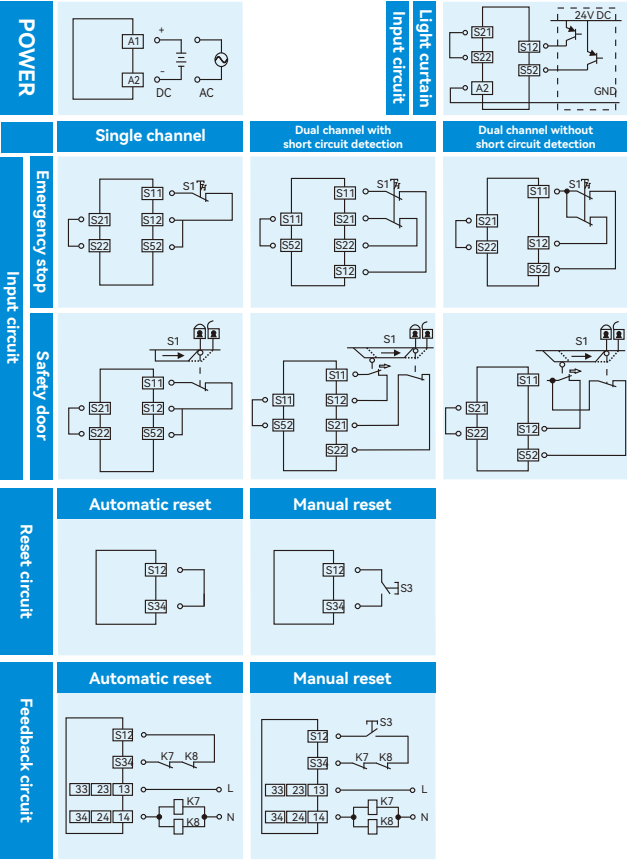 POWER
A1
A2
+
-
DC
AC
Light curtain
Input circuit
S21
S22
A2
S12
S52
24V DC
GND
Single channel
Dual channel with
short circuit detection
Dual channel without
short circuit detection
Input circuit
Emergency stop
S11
S1
S21
S12
S22
S52
S11
S1
S11
S21
S52
S22
S12
S11
S1
S21
S22
S12
S52
Safety door
S1
S11
S21
S12
S22
S52
S1
S11
S11
S12
S52
S21
S22
S1
S11
S21
S12
S22
S52
Automatic reset
Manual reset
Reset circuit
S12
S34
S12
S34
S3
Automatic reset
Manual reset
Feedback circuit
S12
S34
K7
K8
33 23 13
L
K7
34 24 14
N
K8
S3
S12
S34
K7
K8
33 23 13
L
K7
34 24 14
N
K8